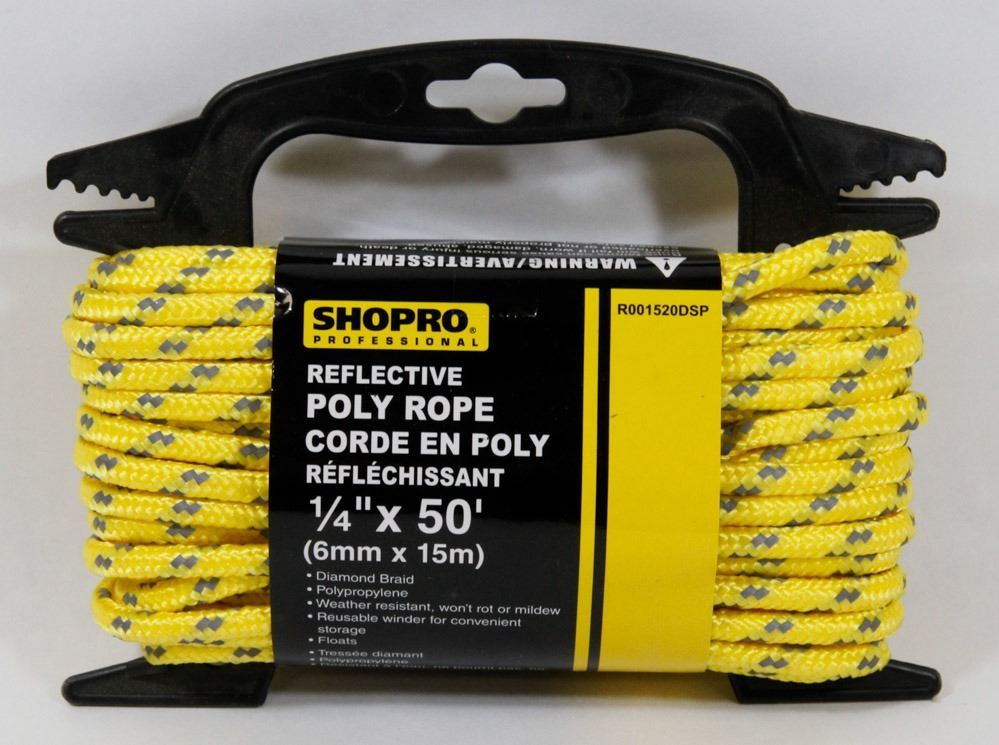 WARNING/AVERTISSEMENT
R001520DSP
SHOPRO®
PROFESSIONAL
REFLECTIVE
POLY ROPE
CORDE EN POLY
RÉFLÉCHISSANT
1/4" x 50'
(6mm x 15m)
• Diamond Braid
• Polypropylene
• Weather resistant, won't rot or mildew
• Reusable winder for convenient
storage
• Floats
• Tressée diamant
• Polypropylène